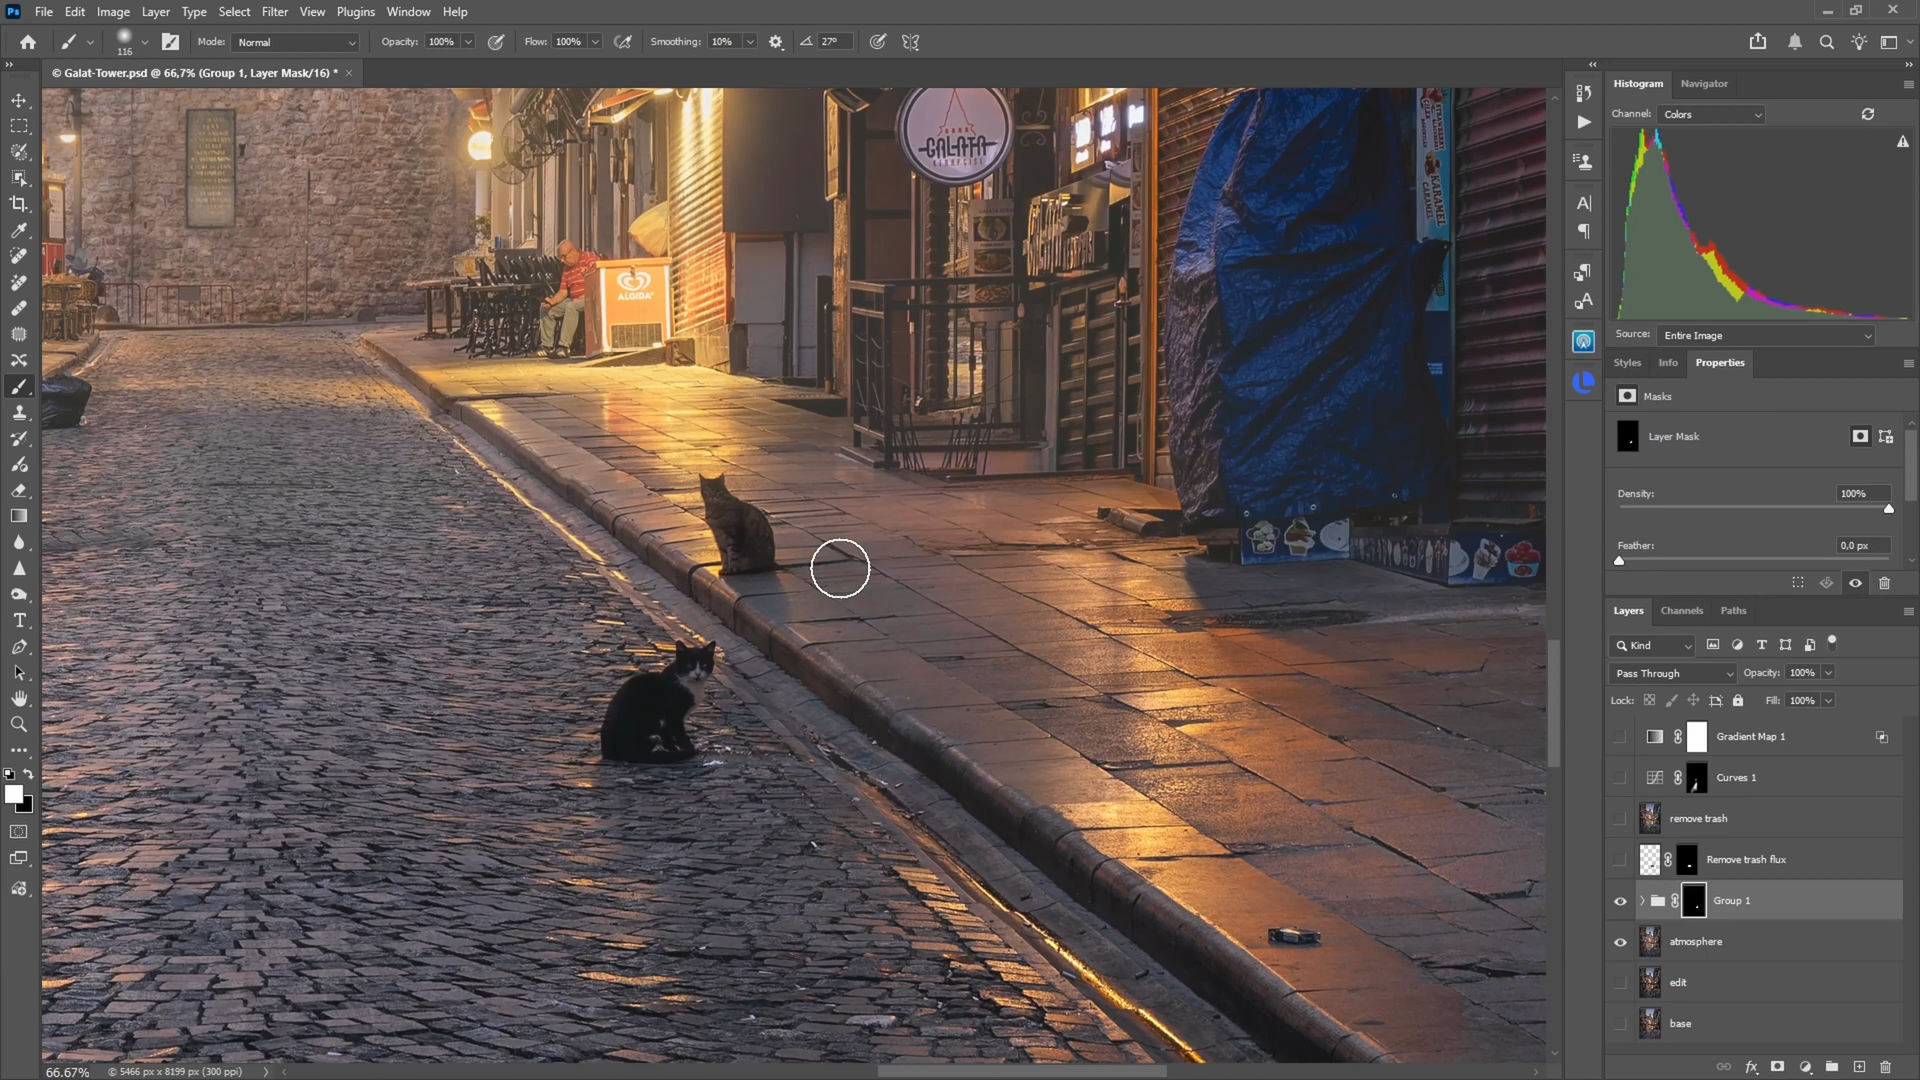 Ps File Edit Image Layer Type Select Filter View Plugins Window Help
116 Mode: Normal Opacity: 100% Flow: 100% Smoothing: 10% 27°
© Galat-Tower.psd @ 66,7% (Group 1, Layer Mask/16) * ×
Histogram Navigator
Channel: Colors
Source: Entire Image
Styles Info Properties
Masks
Layer Mask
Density: 100%
Feather: 0,0 px
Layers Channels Paths
Kind
Pass Through Opacity: 100%
Lock: Fill: 100%
Gradient Map 1
Curves 1
remove trash
Remove trash flux
Group 1
atmosphere
edit
base
GALATA
ALGIDA
KARAMEL
CARAMEL
66.67% © 5466 px x 8199 px (300 ppi)